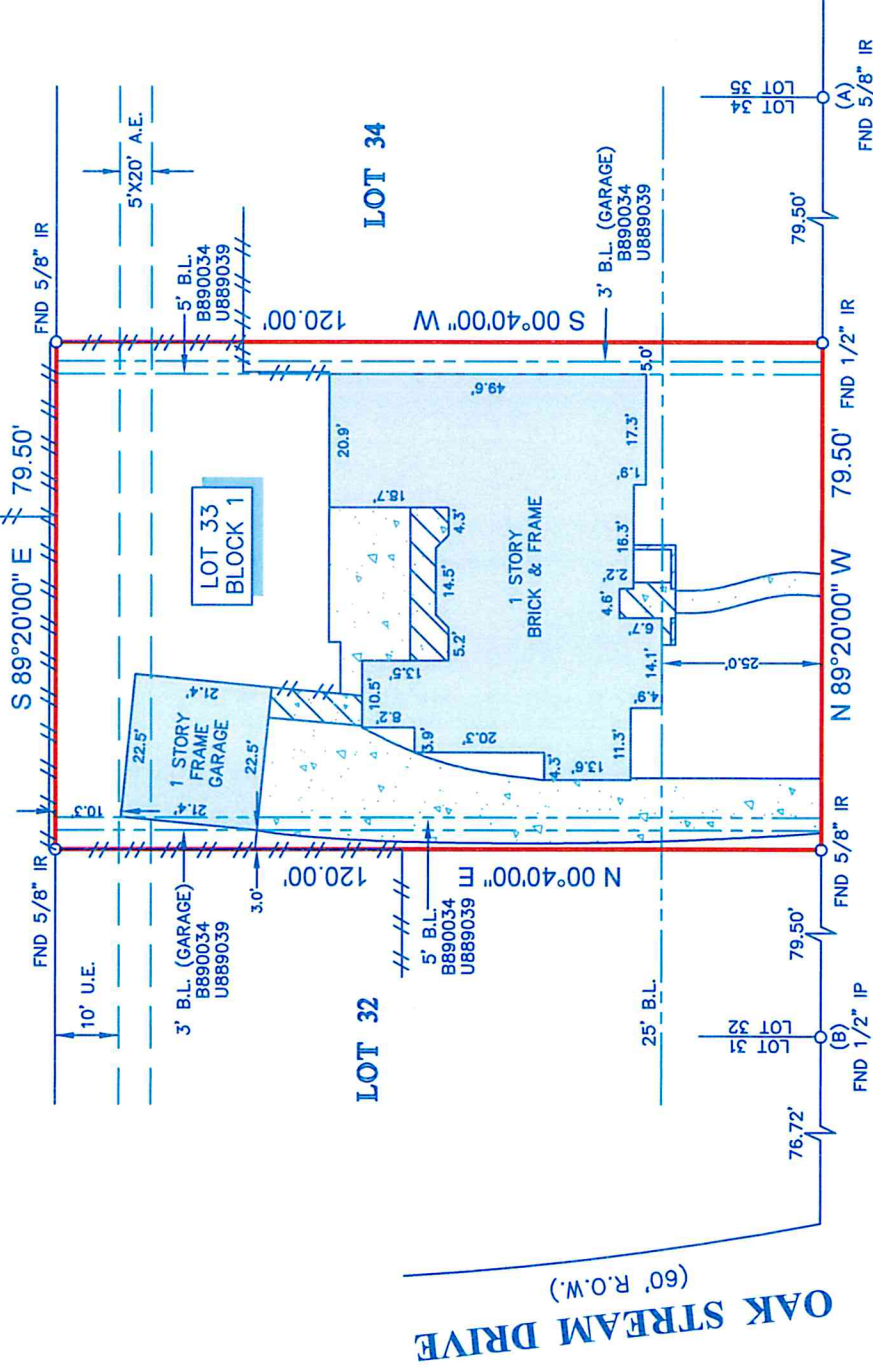 S 89°20'00" E 79.50'
FND 5/8" IR
FND 5/8" IR
10' U.E.
5'X20' A.E.
10.3'
22.5'
21.4'
1 STORY
FRAME
GARAGE
21.4'
22.5'
LOT 33
BLOCK 1
3' B.L. (GARAGE)
B890034
U889039
5' B.L.
B890034
U889039
3.0'
N 00°40'00" E 120.00'
S 00°40'00" W 120.00'
LOT 32
LOT 34
5' B.L.
B890034
U889039
3' B.L. (GARAGE)
B890034
U889039
20.9'
18.7'
4.3'
14.5'
5.2'
13.5'
10.5'
8.2'
3.9'
20.3'
4.3'
13.6'
11.3'
4.9'
14.1'
6.7'
4.6'
2.2'
16.3'
1.9'
17.3'
49.6'
5.0'
1 STORY
BRICK & FRAME
25' B.L.
25.0'
N 89°20'00" W 79.50'
FND 5/8" IR
FND 1/2" IR
LOT 31
LOT 32
(B)
FND 1/2" IP
76.72'
79.50'
79.50'
LOT 34
LOT 35
(A)
FND 5/8" IR
OAK STREAM DRIVE
(60' R.O.W.)